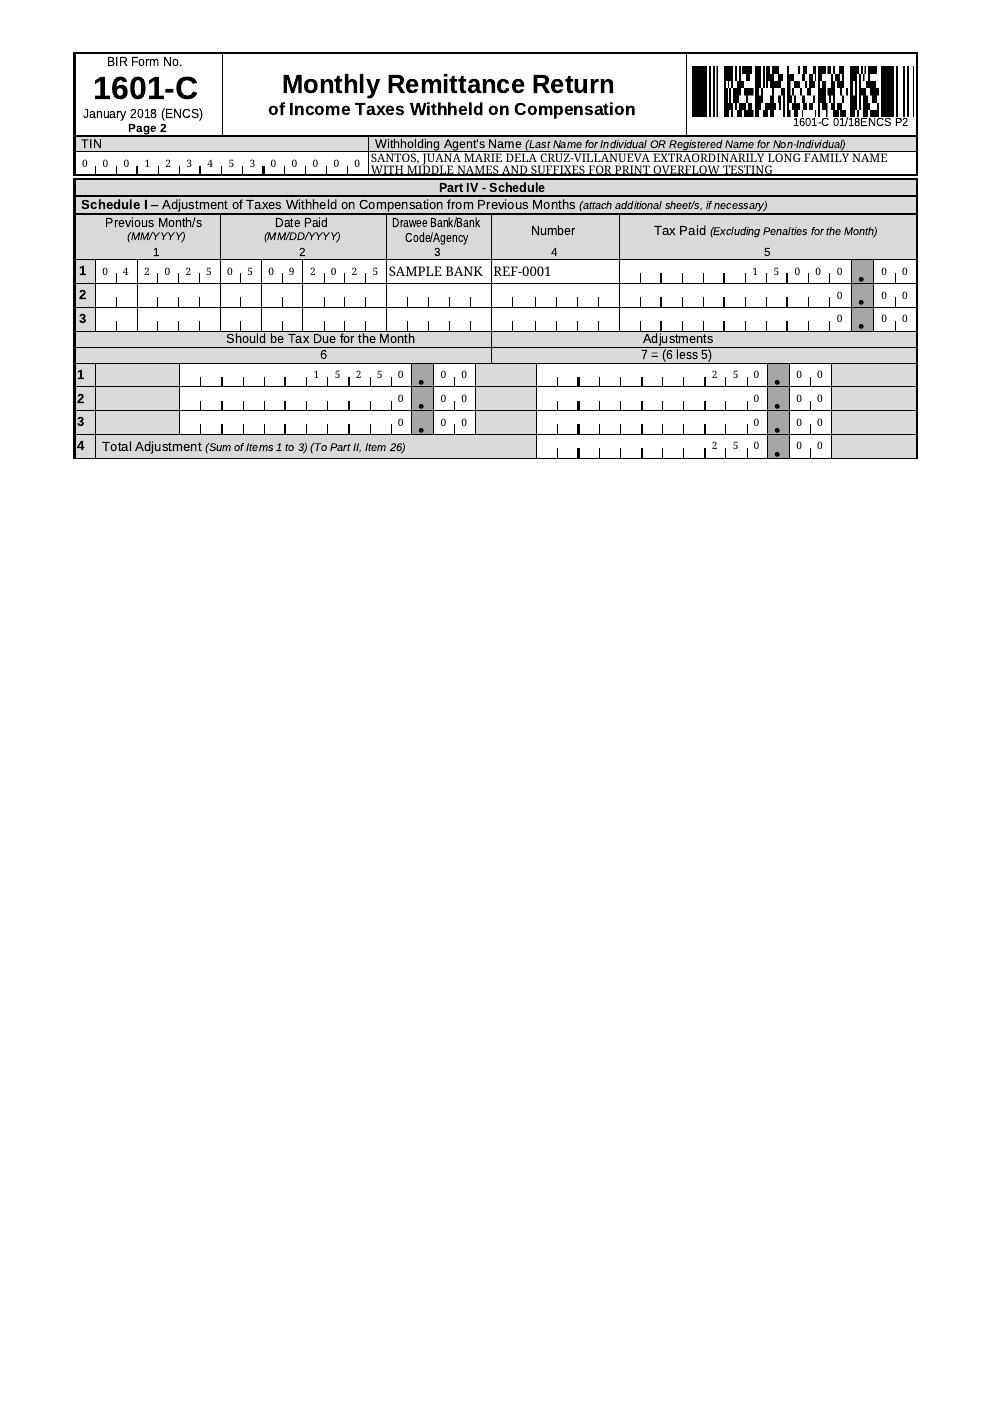 BIR Form No.
1601-C
January 2018 (ENCS)
Page 2
Monthly Remittance Return
of Income Taxes Withheld on Compensation
1601-C 01/18ENCS P2
TIN
Withholding Agent's Name (Last Name for Individual OR Registered Name for Non-Individual)
0 0 0 1 2 3 4 5 3 0 0 0 0 0
SANTOS, JUANA MARIE DELA CRUZ-VILLANUEVA EXTRAORDINARILY LONG FAMILY NAME
WITH MIDDLE NAMES AND SUFFIXES FOR PRINT OVERFLOW TESTING
Part IV - Schedule
Schedule I – Adjustment of Taxes Withheld on Compensation from Previous Months (attach additional sheet/s, if necessary)
Previous Month/s
(MM/YYYY)
1
Date Paid
(MM/DD/YYYY)
2
Drawee Bank/Bank
Code/Agency
3
Number
4
Tax Paid (Excluding Penalties for the Month)
5
1 0 4 2 0 2 5 0 5 0 9 2 0 2 5 SAMPLE BANK REF-0001 1 5 0 0 0 . 0 0
2 0 . 0 0
3 0 . 0 0
Should be Tax Due for the Month
6
Adjustments
7 = (6 less 5)
1 1 5 2 5 0 . 0 0 2 5 0 . 0 0
2 0 . 0 0 0 . 0 0
3 0 . 0 0 0 . 0 0
4 Total Adjustment (Sum of Items 1 to 3) (To Part II, Item 26) 2 5 0 . 0 0